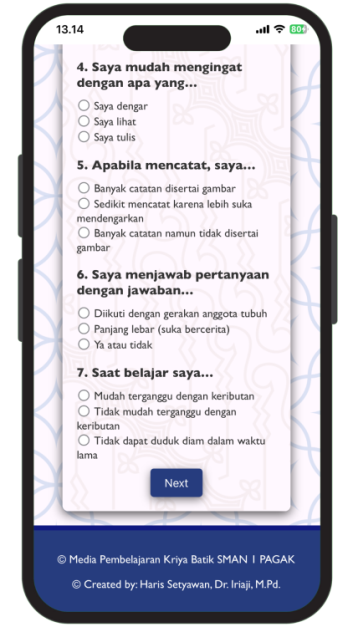 13.14
80
4. Saya mudah mengingat
dengan apa yang...
Saya dengar
Saya lihat
Saya tulis
5. Apabila mencatat, saya...
Banyak catatan disertai gambar
Sedikit mencatat karena lebih suka
mendengarkan
Banyak catatan namun tidak disertai
gambar
6. Saya menjawab pertanyaan
dengan jawaban...
Diikuti dengan gerakan anggota tubuh
Panjang lebar (suka bercerita)
Ya atau tidak
7. Saat belajar saya...
Mudah terganggu dengan keributan
Tidak mudah terganggu dengan
keributan
Tidak dapat duduk diam dalam waktu
lama
Next
© Media Pembelajaran Kriya Batik SMAN 1 PAGAK
© Created by: Haris Setyawan, Dr. Iriaji, M.Pd.